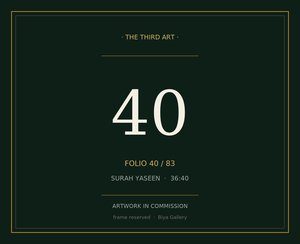 · THE THIRD ART ·
40
FOLIO 40 / 83
SURAH YASEEN · 36:40
ARTWORK IN COMMISSION
frame reserved · Biya Gallery